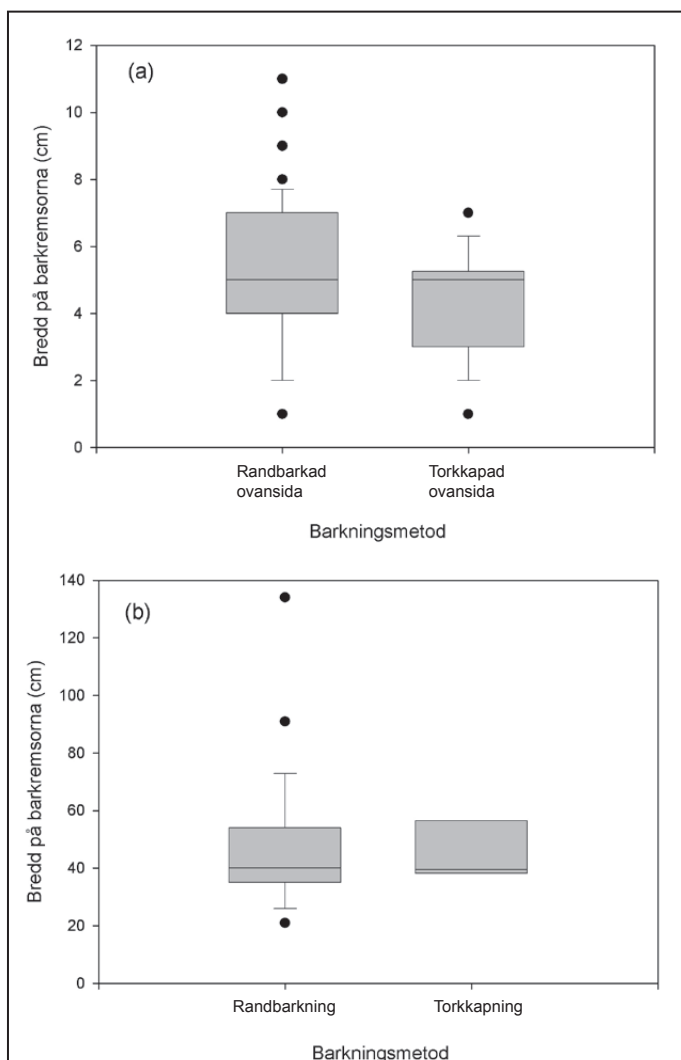 (a)
12
10
8
6
4
2
0
Bredd på barkremsorna (cm)
Randbarkad Torkkapad
ovansida ovansida
Barkningsmetod
(b)
140
120
100
80
60
40
20
0
Bredd på barkremsorna (cm)
Randbarkning Torkkapning
Barkningsmetod